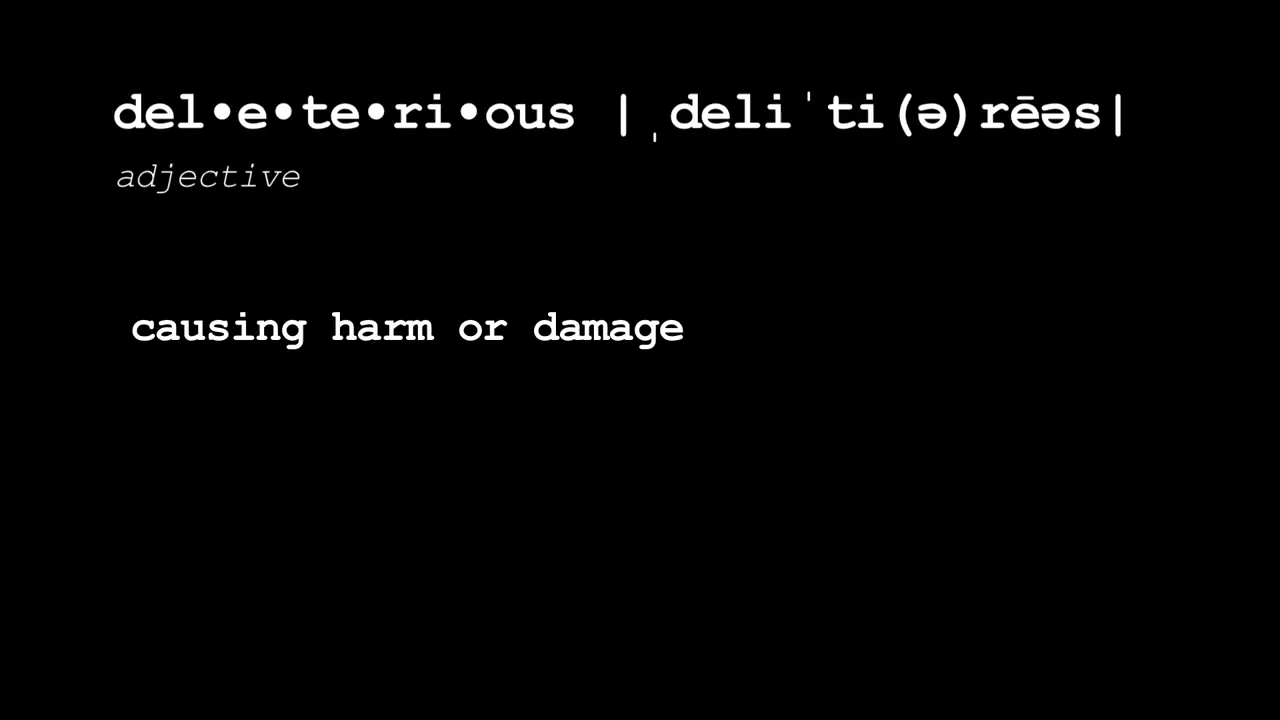 del•e•te•ri•ous |ˌdeliˈti(ə)rēəs|
adjective
causing harm or damage